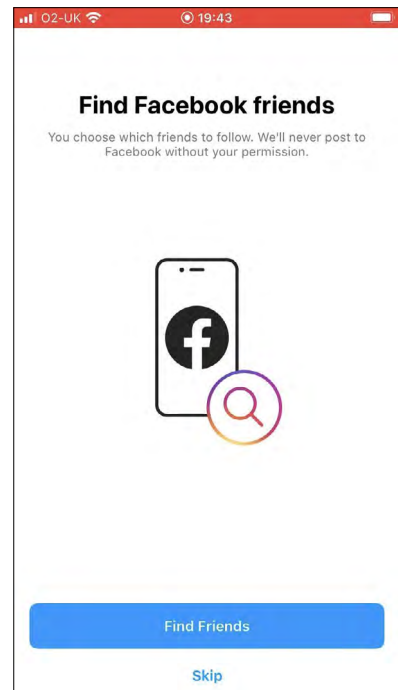 O2-UK 19:43
Find Facebook friends
You choose which friends to follow. We'll never post to
Facebook without your permission.
Find Friends
Skip